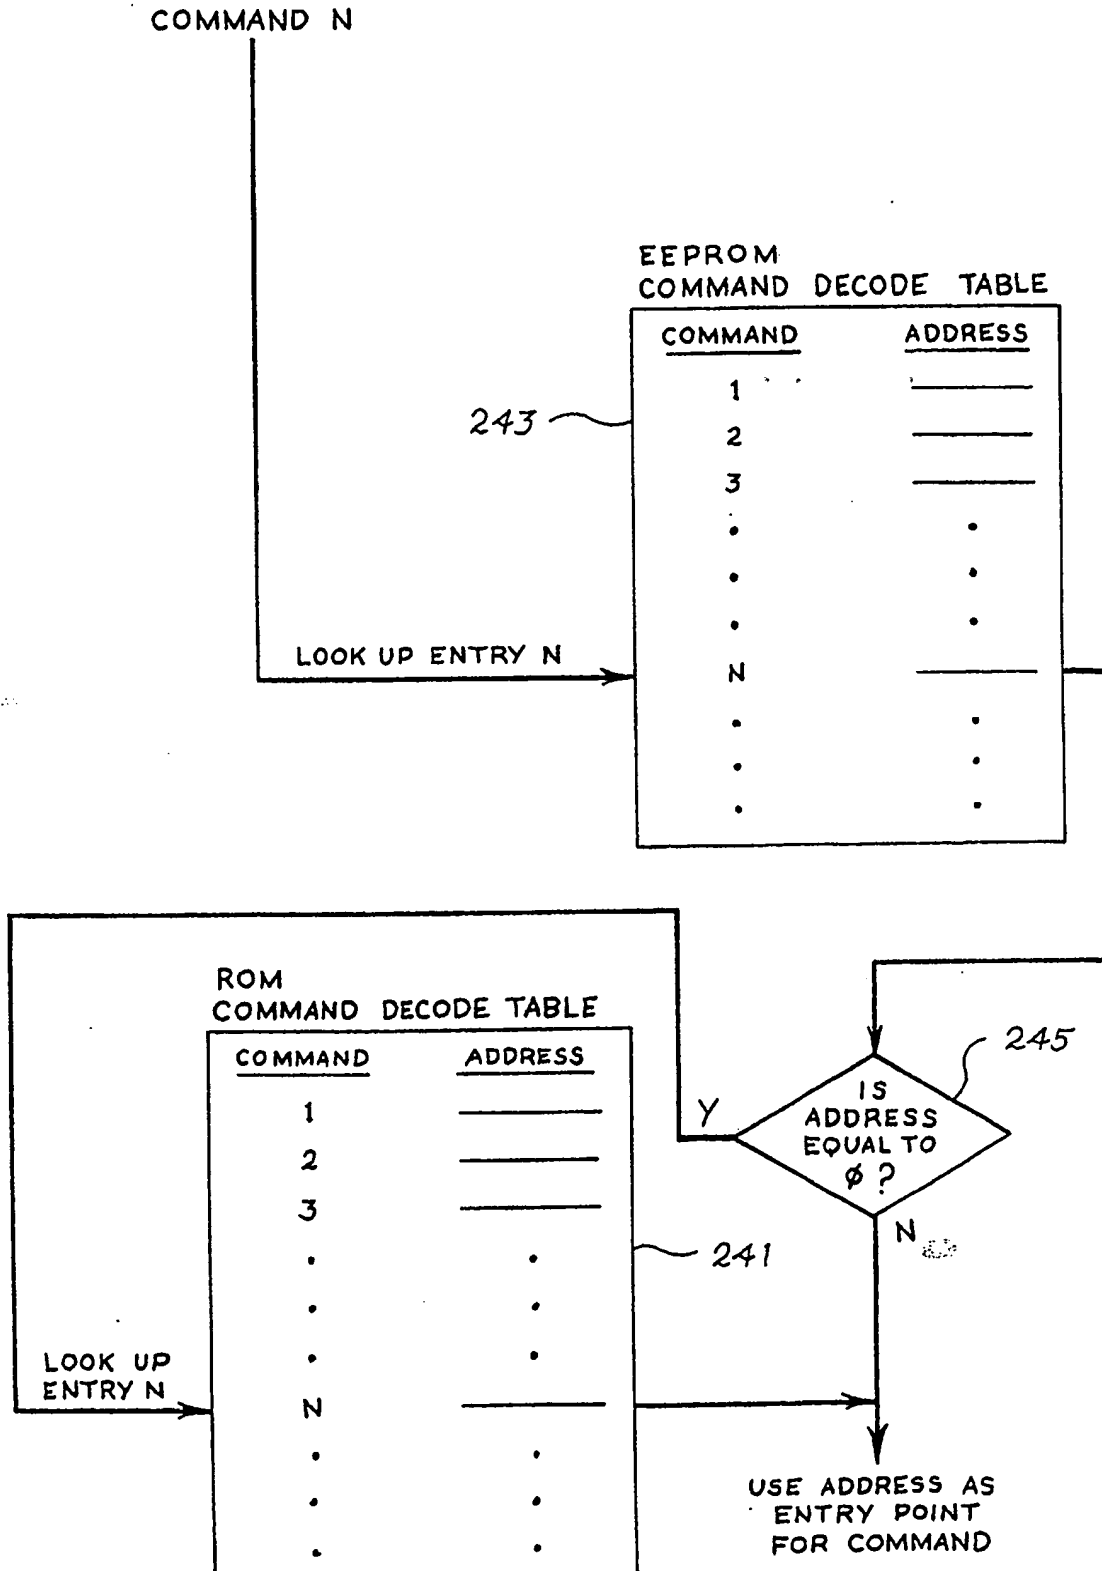 COMMAND N
EEPROM
COMMAND DECODE TABLE
COMMAND ADDRESS
1
243
2
3
LOOK UP ENTRY N
N
ROM
COMMAND DECODE TABLE
COMMAND ADDRESS
1
2
3
241
LOOK UP
ENTRY N
N
245
IS
ADDRESS
EQUAL TO
Ø ?
Y
N
USE ADDRESS AS
ENTRY POINT
FOR COMMAND